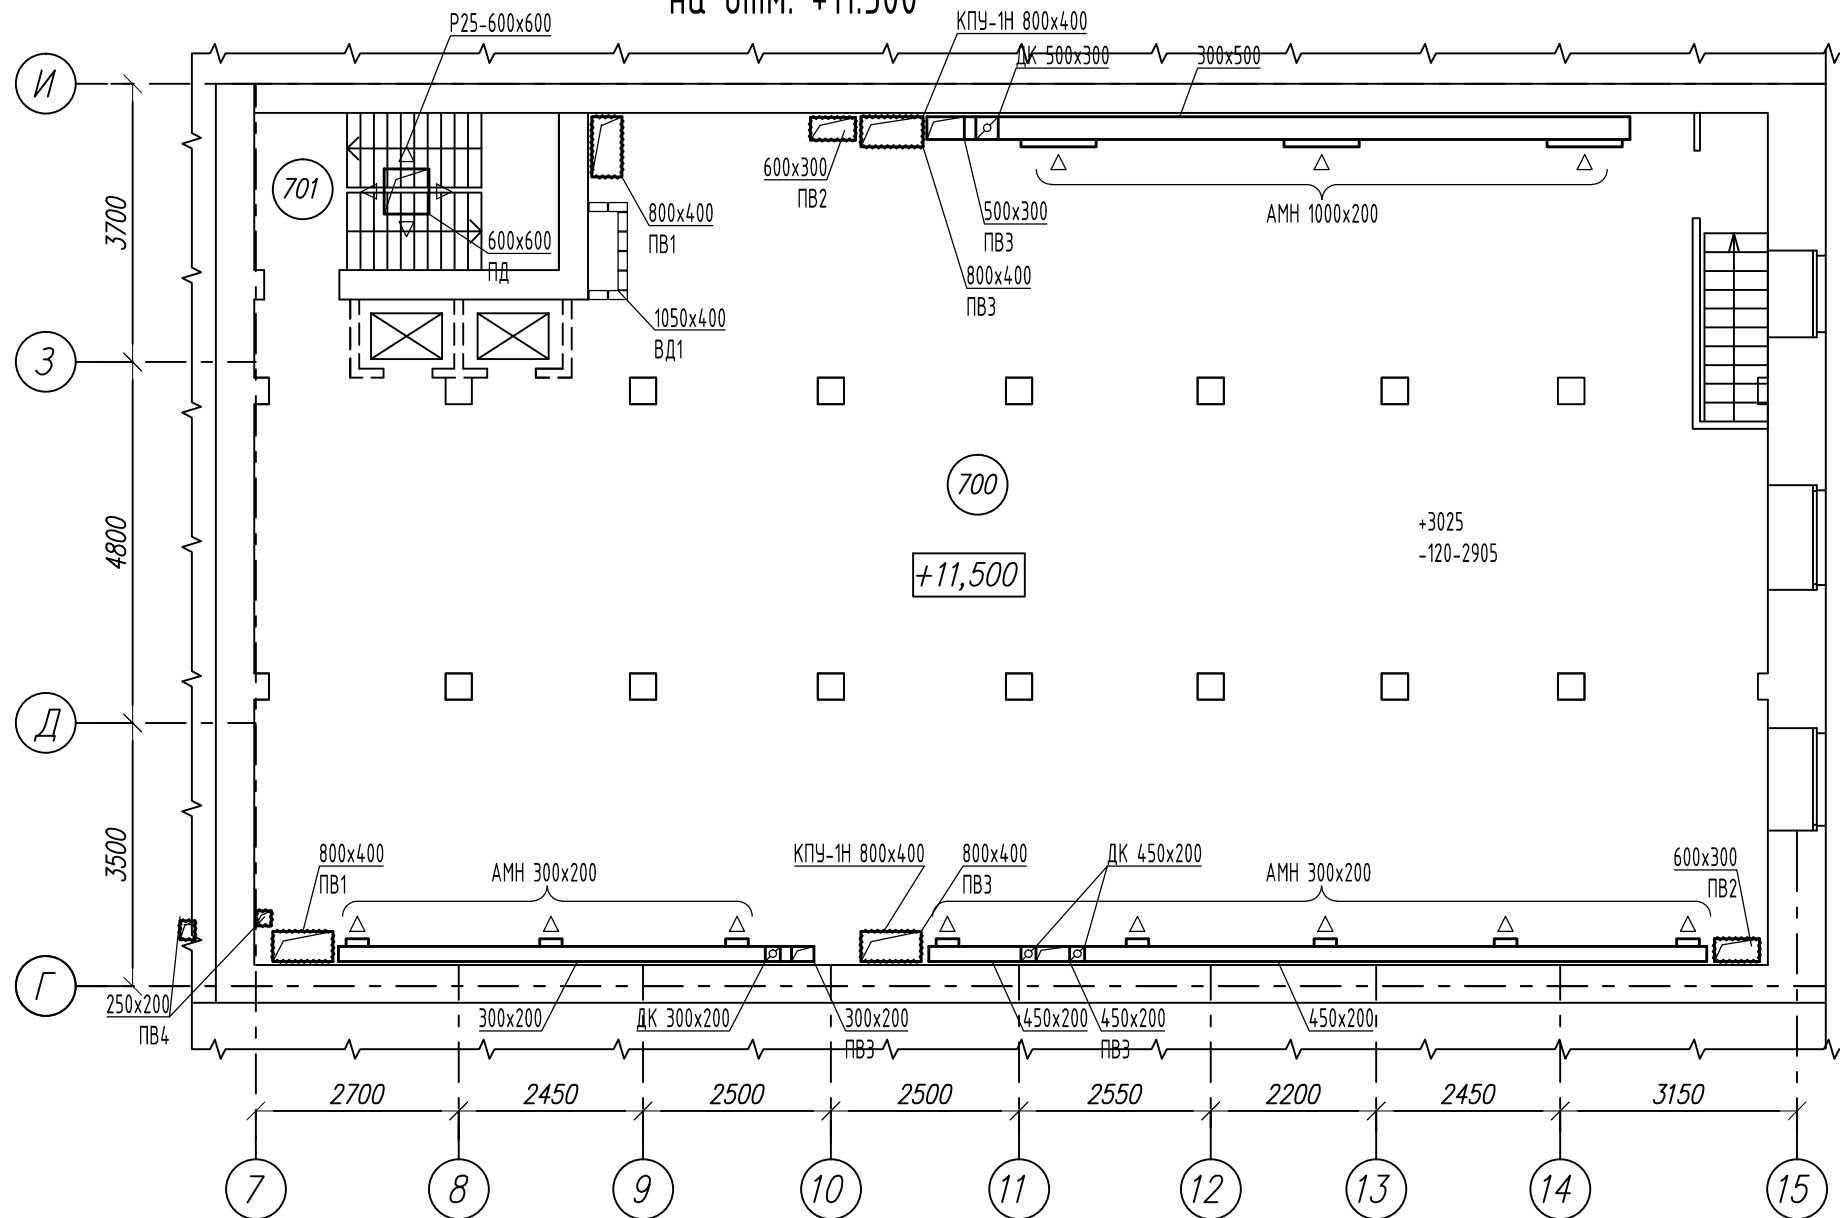 на отм. +11.500
Р25-600х600
КПУ-1Н 800х400
ДК 500х300
300х500
И
701
600х300
ПВ2
800х400
ПВ1
500х300
ПВ3
АМН 1000х200
3700
600х600
ПД
800х400
ПВ3
1050х400
ВД1
З
700
+3025
-120-2905
4800
+11,500
Д
3500
800х400
ПВ1
АМН 300х200
КПУ-1Н 800х400
800х400
ПВ3
ДК 450х200
АМН 300х200
600х300
ПВ2
Г
250х200
ПВ4
300х200
ДК 300х200
300х200
ПВ3
450х200
450х200
ПВ3
450х200
2700
2450
2500
2500
2550
2200
2450
3150
7
8
9
10
11
12
13
14
15